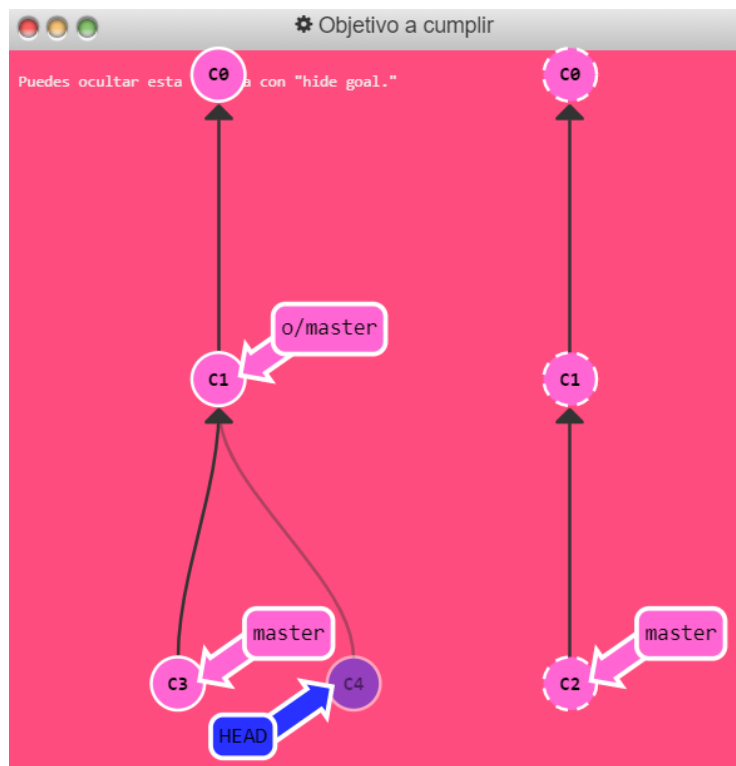 Objetivo a cumplir
Puedes ocultar esta
a con "hide goal."
C0
C0
o/master
C1
C1
master
master
C3
C4
C2
HEAD